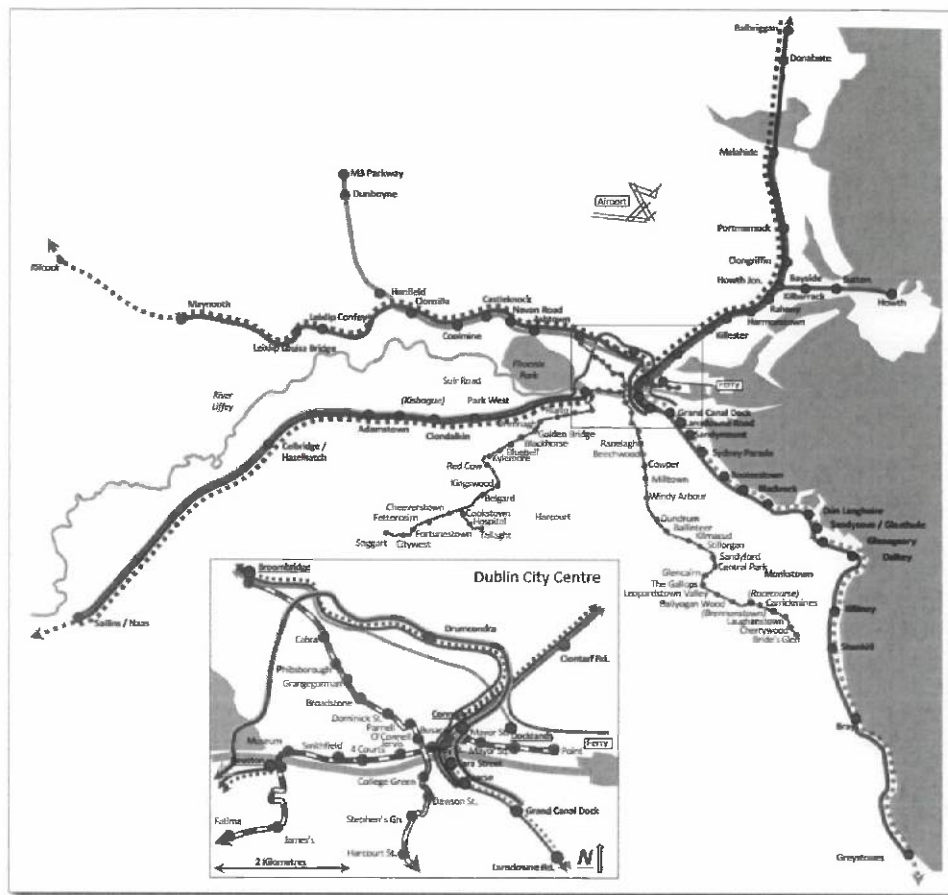 Balbriggan
Donabate
Malahide
M3 Parkway
Dunboyne
Airport
Portmarnock
Clongriffin
Howth Jcn.
Bayside
Sutton
Howth
Kilbarrack
Raheny
Harmonstown
Killester
Kilcock
Maynooth
Hansfield
Clonsilla
Castleknock
Navan Road
Ashtown
Leixlip Confey
Coolmine
Leixlip Louisa Bridge
Phoenix
Park
Suir Road
River
Liffey
(Kishogue)
Park West
Ferry
Adamstown
Clondalkin
Golden Bridge
Blackhorse
Bluebell
Kylemore
Celbridge /
Hazelhatch
Red Cow
Kingswood
Belgard
Cheeverstown
Cookstown
Fettercairn
Hospital
Harcourt
Fortunestown
Tallaght
Saggart
Citywest
Grand Canal Dock
Lansdowne Road
Sandymount
Ranelagh
Beechwood
Sydney Parade
Cowper
Booterstown
Milltown
Blackrock
Windy Arbour
Dún Laoghaire
Dundrum
Sandycove / Glasthule
Balleteer
Kilmacud
Glenageary
Stillorgan
Dalkey
Sandyford
Central Park
Glencairn
Monkstown
The Gallops
Leopardstown Valley
(Racecourse)
Ballyogan Wood
Carrickmines
(Brennanstown)
Laughanstown
Cherrywood
Bride's Glen
Killiney
Shankill
Sallins / Naas
Bray
Greystones
Dublin City Centre
Broombridge
Drumcondra
Cabra
Clontarf Rd.
Phibsborough
Grangegorman
Broadstone
Dominick St.
Parnell
O'Connell
Docklands
Museum
Smithfield
4 Courts
Jervis
Mayor St.
Mayor St.
Point
Ferry
Heuston
College Green
Dawson St.
Grand Canal Dock
Stephen's Gn.
Fatima
James's
Harcourt St.
Lansdowne Rd.
2 Kilometres
N